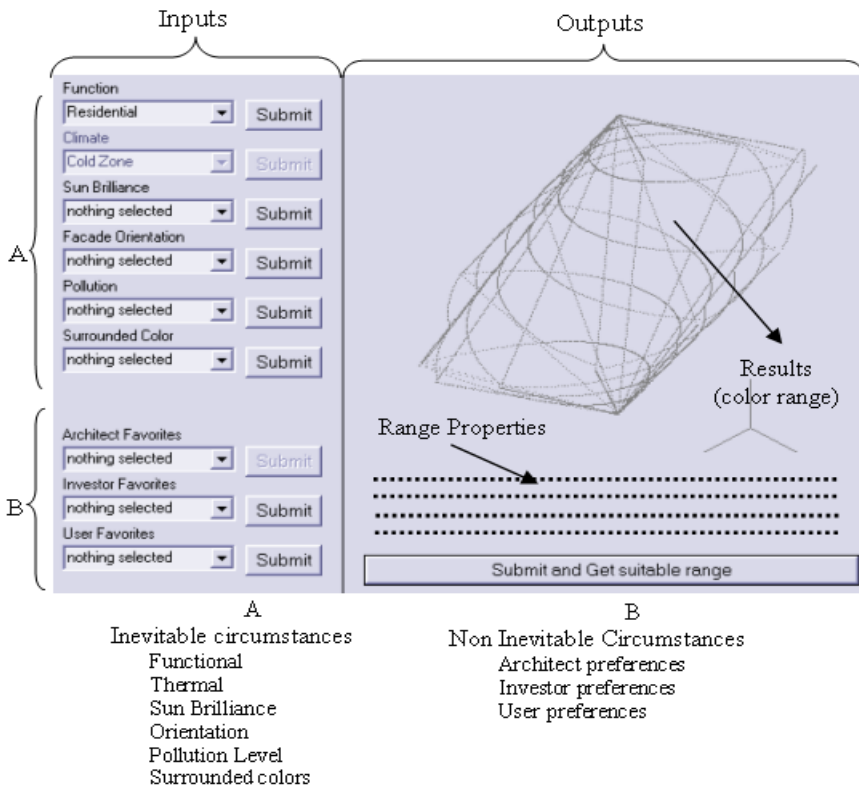 Inputs
Outputs
Function
Residential
Submit
Climate
Cold Zone
Submit
Sun Brilliance
nothing selected
Submit
Facade Orientation
nothing selected
Submit
A
Pollution
nothing selected
Submit
Surrounded Color
nothing selected
Submit
Results
(color range)
Range Properties
Architect Favorites
nothing selected
Submit
Investor Favorites
nothing selected
Submit
B
User Favorites
nothing selected
Submit
Submit and Get suitable range
A
Inevitable circumstances
Functional
Thermal
Sun Brilliance
Orientation
Pollution Level
Surrounded colors
B
Non Inevitable Circumstances
Architect preferences
Investor preferences
User preferences